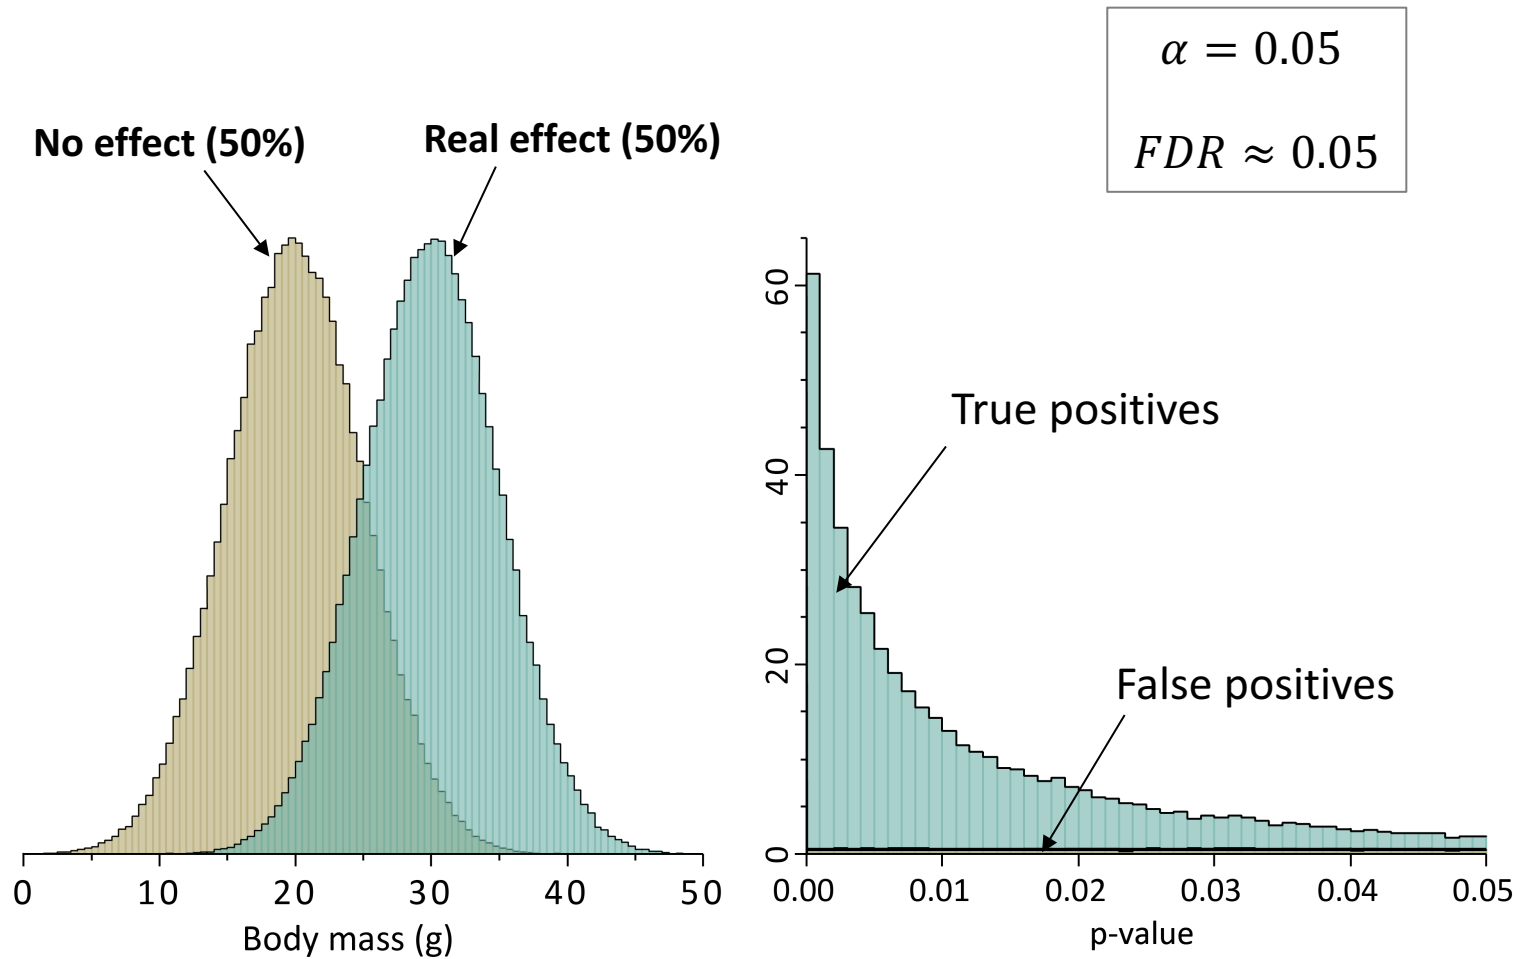 α = 0.05
FDR ≈ 0.05
No effect (50%)
Real effect (50%)
0 10 20 30 40 50
Body mass (g)
60
40
20
0
True positives
False positives
0.00 0.01 0.02 0.03 0.04 0.05
p-value